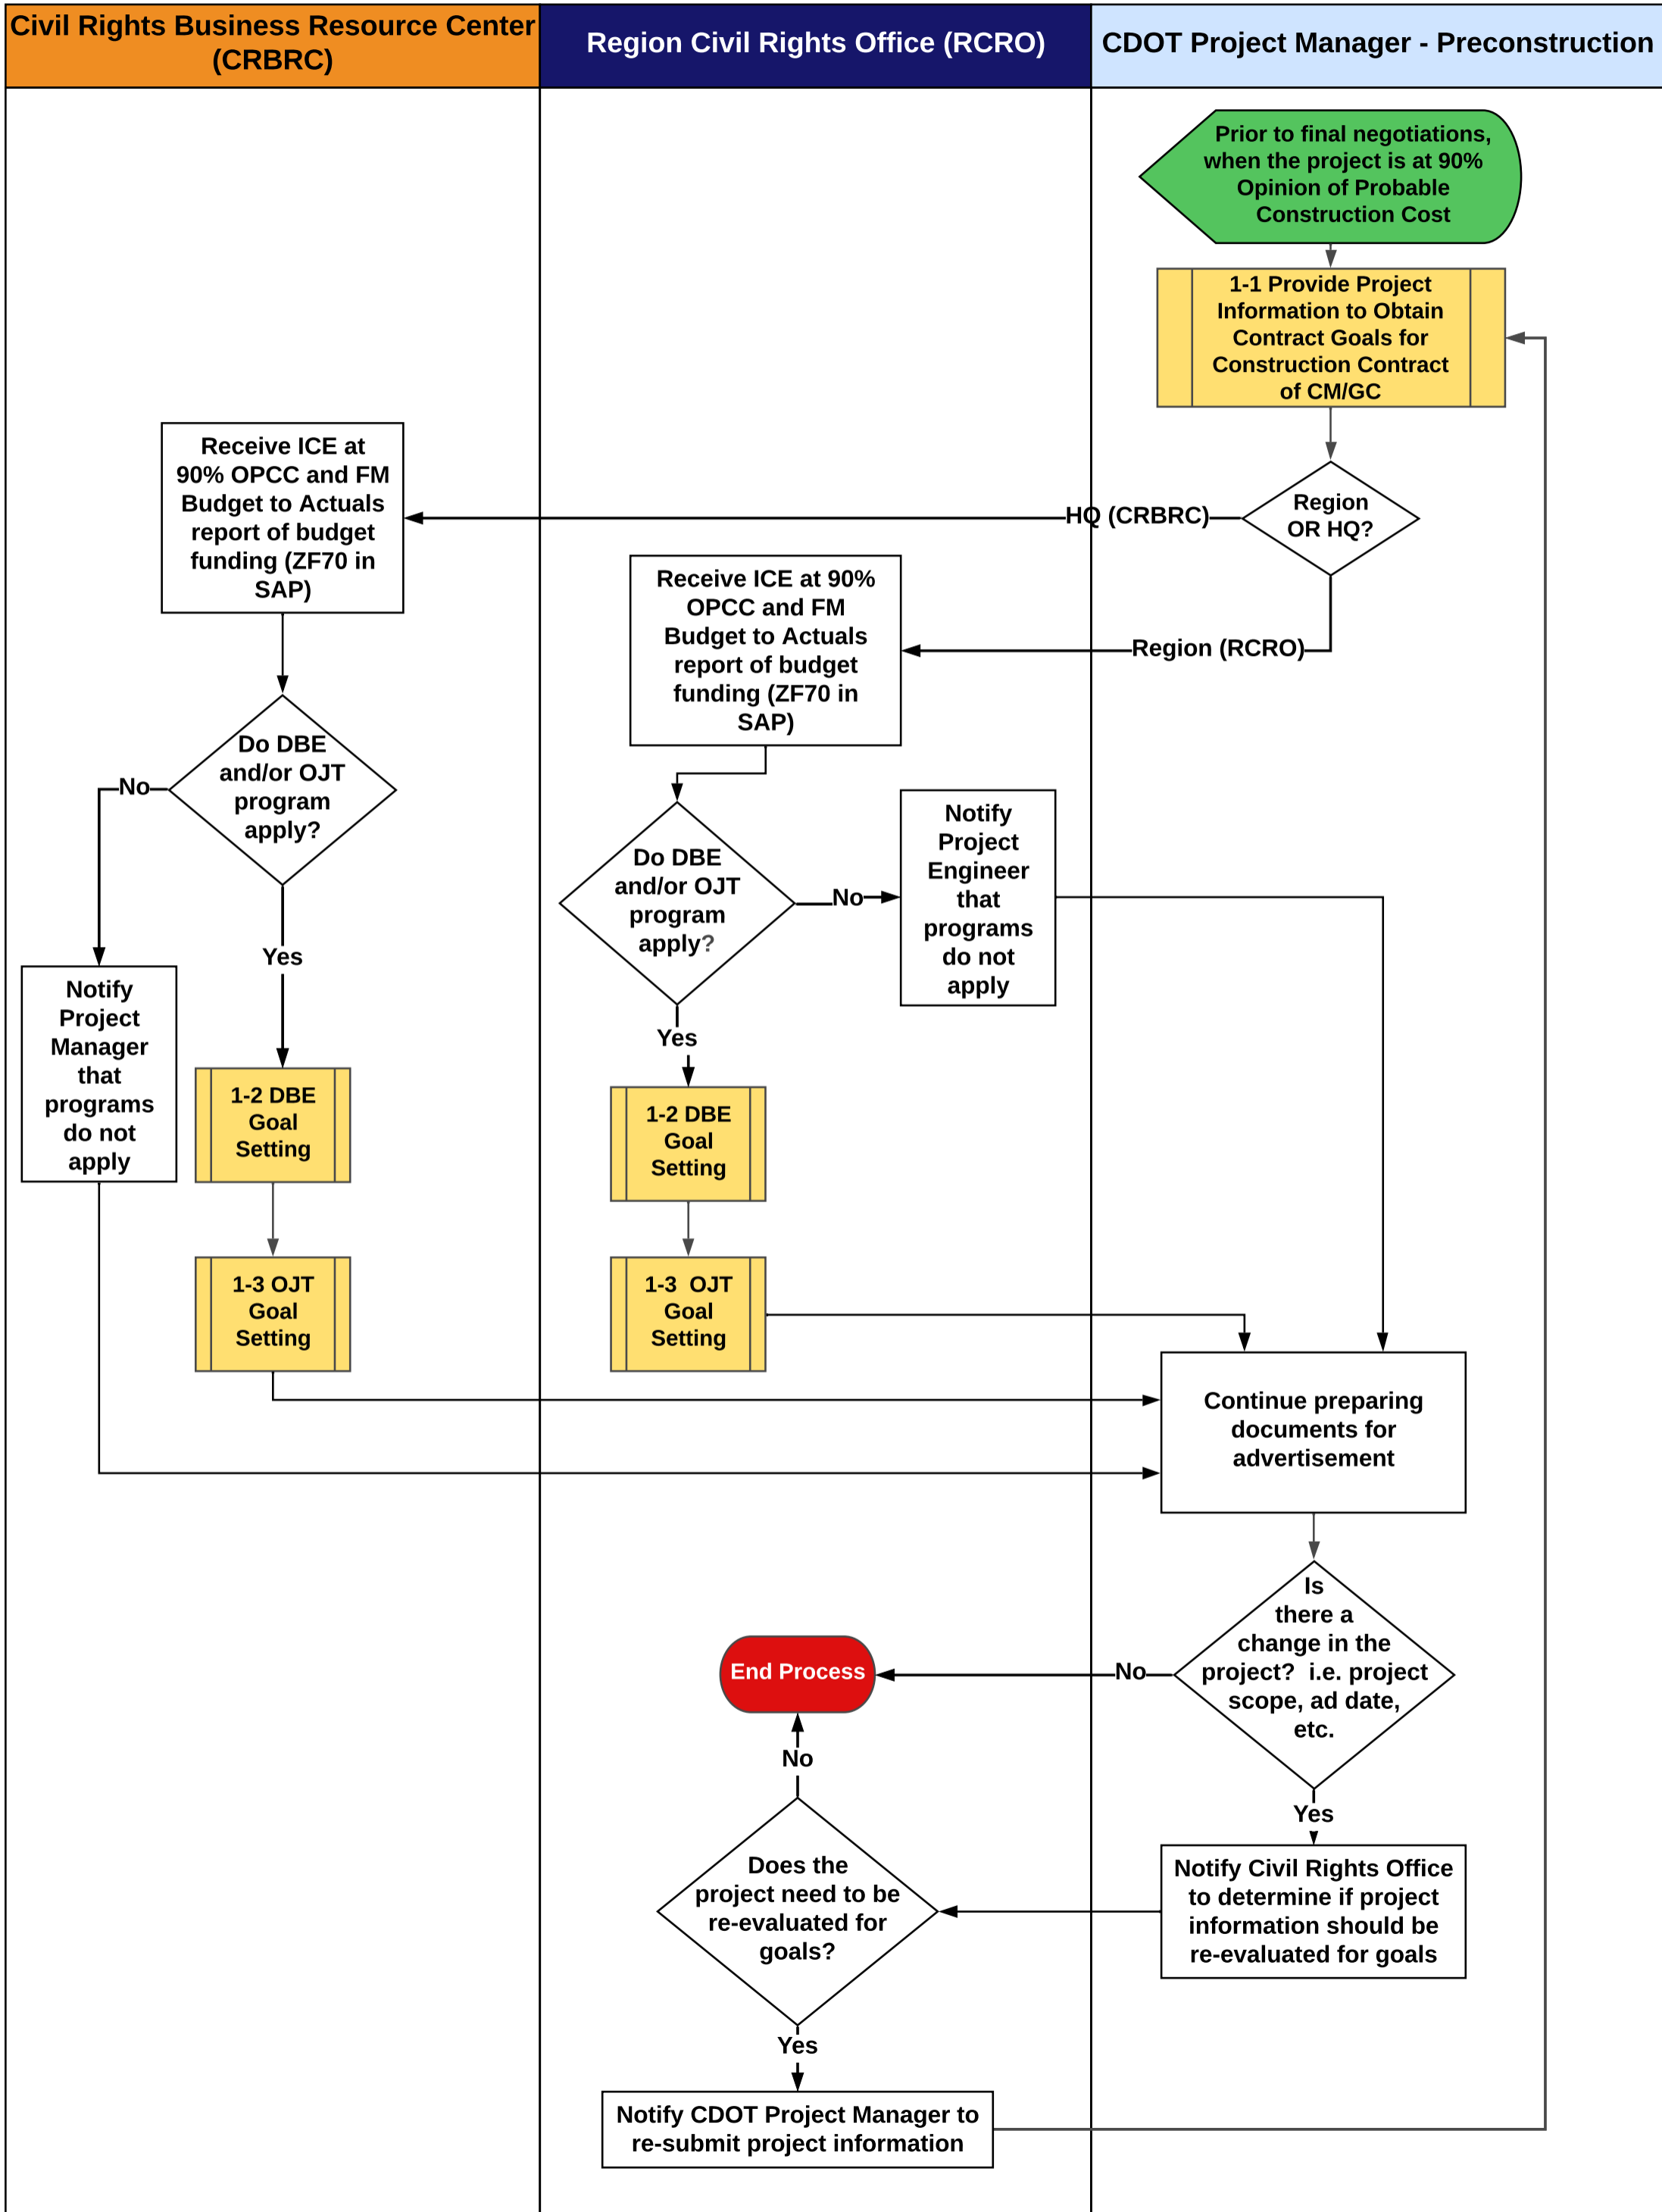 Civil Rights Business Resource Center
(CRBRC)
Region Civil Rights Office (RCRO)
CDOT Project Manager - Preconstruction
Prior to final negotiations,
when the project is at 90%
Opinion of Probable
Construction Cost
1-1 Provide Project
Information to Obtain
Contract Goals for
Construction Contract
of CM/GC
Region
OR HQ?
HQ (CRBRC)
Region (RCRO)
Receive ICE at
90% OPCC and FM
Budget to Actuals
report of budget
funding (ZF70 in
SAP)
Receive ICE at 90%
OPCC and FM
Budget to Actuals
report of budget
funding (ZF70 in
SAP)
Do DBE
and/or OJT
program
apply?
No
Yes
Do DBE
and/or OJT
program
apply?
No
Yes
Notify
Project
Engineer
that
programs
do not
apply
Notify
Project
Manager
that
programs
do not
apply
1-2 DBE
Goal
Setting
1-2 DBE
Goal
Setting
1-3 OJT
Goal
Setting
1-3  OJT
Goal
Setting
Continue preparing
documents for
advertisement
Is
there a
change in the
project?  i.e. project
scope, ad date,
etc.
No
End Process
Yes
No
Notify Civil Rights Office
to determine if project
information should be
re-evaluated for goals
Does the
project need to be
re-evaluated for
goals?
Yes
Notify CDOT Project Manager to
re-submit project information